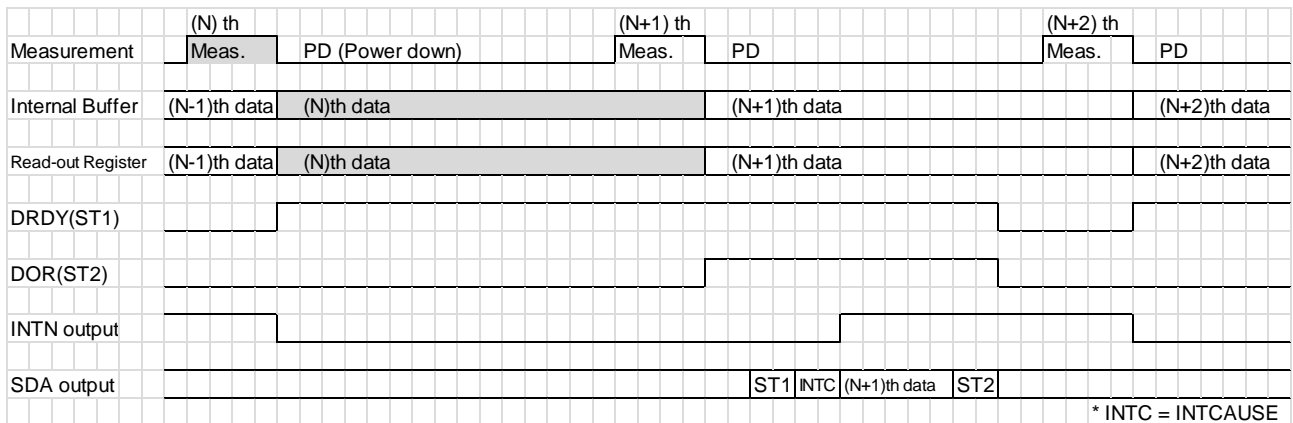 (N) th (N+1) th (N+2) th
Measurement Meas. PD (Power down) Meas. PD Meas. PD
Internal Buffer (N-1)th data (N)th data (N+1)th data (N+2)th data
Read-out Register (N-1)th data (N)th data (N+1)th data (N+2)th data
DRDY(ST1)
DOR(ST2)
INTN output
SDA output ST1 INTC (N+1)th data ST2
* INTC = INTCAUSE